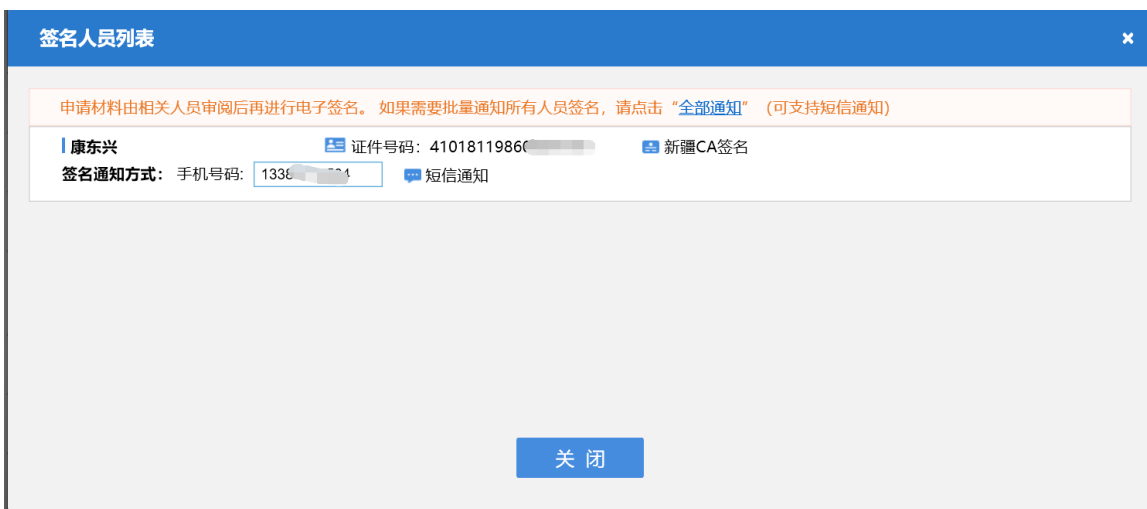 签名人员列表 ×
申请材料由相关人员审阅后再进行电子签名。 如果需要批量通知所有人员签名，请点击“全部通知” (可支持短信通知)
康东兴 证件号码：41018119860 新疆CA签名
签名通知方式： 手机号码: 1338 短信通知
关 闭